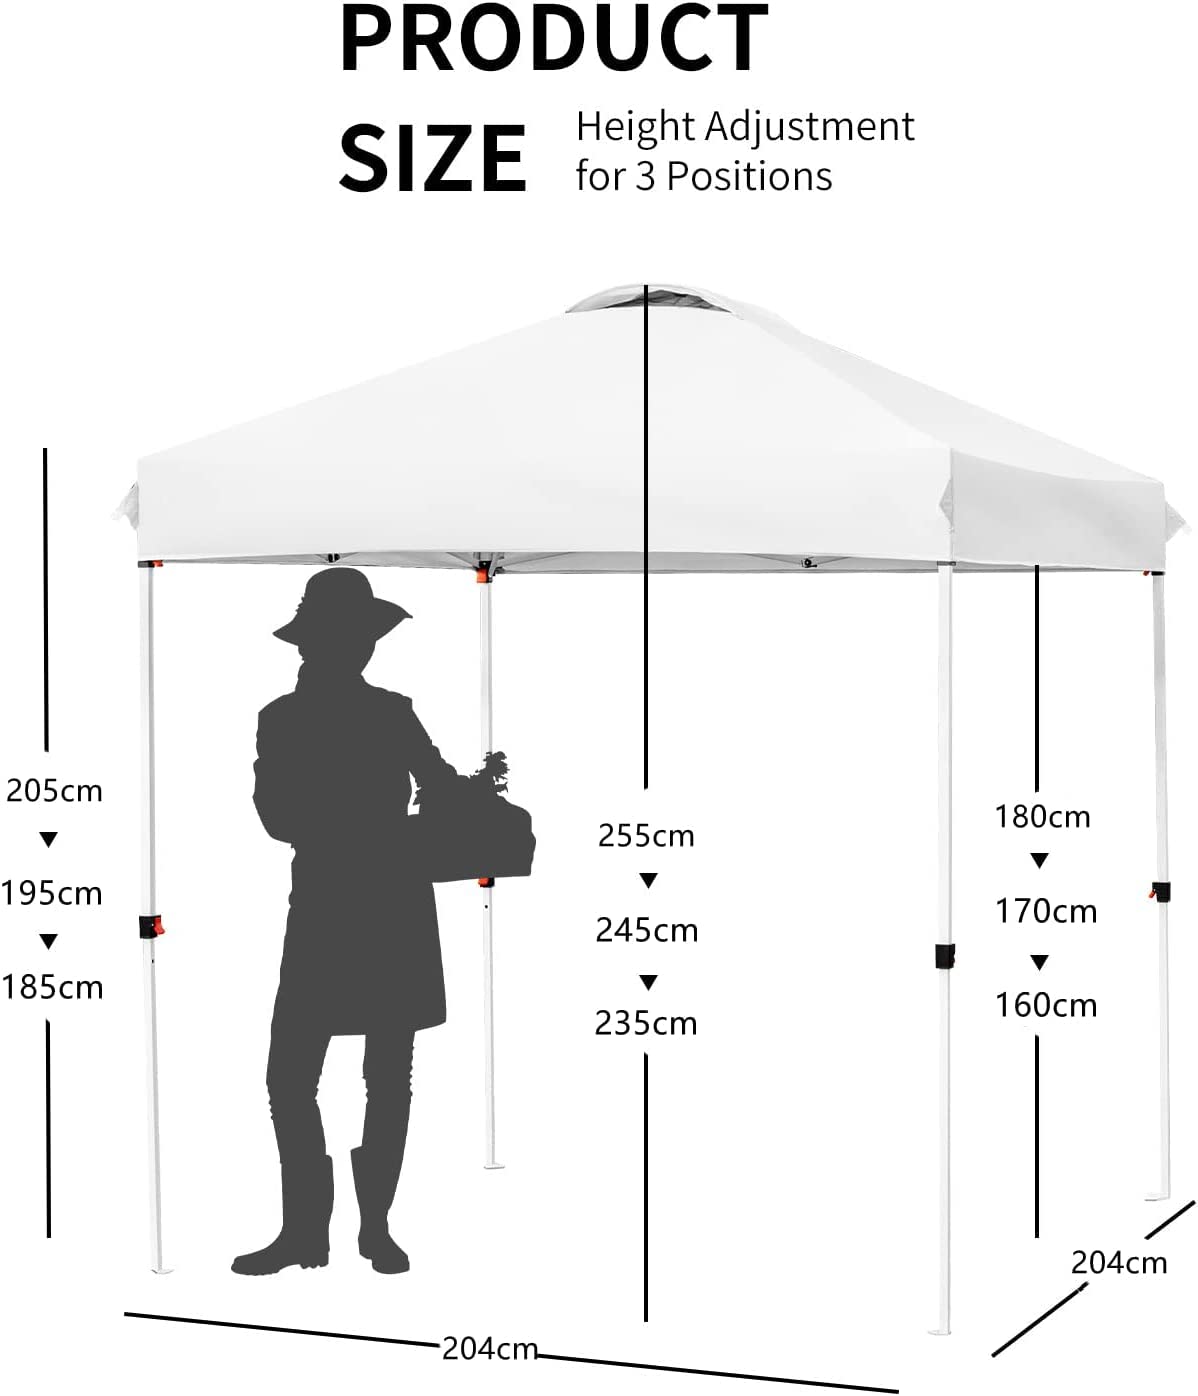 PRODUCT
SIZE
Height Adjustment
for 3 Positions
205cm
195cm
185cm
255cm
245cm
235cm
180cm
170cm
160cm
204cm
204cm